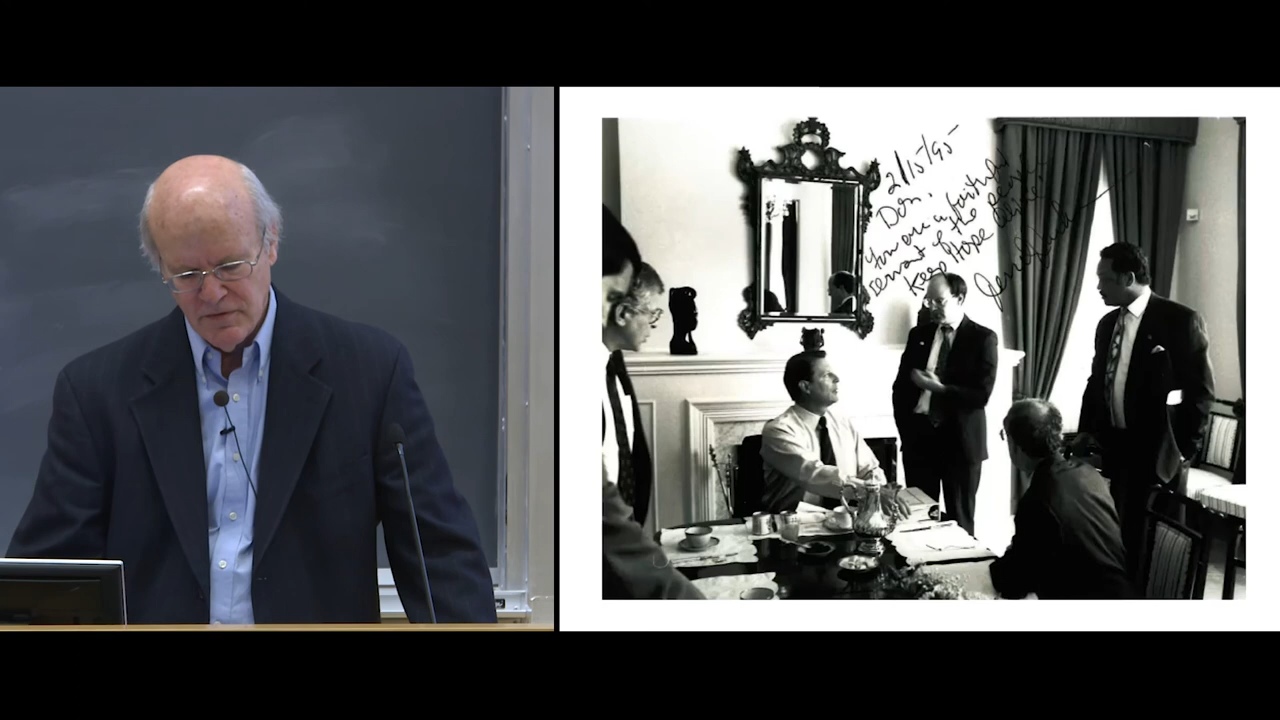 2/15/95
Don:
You are a faithful
servant of the people.
Keep Hope Alive!